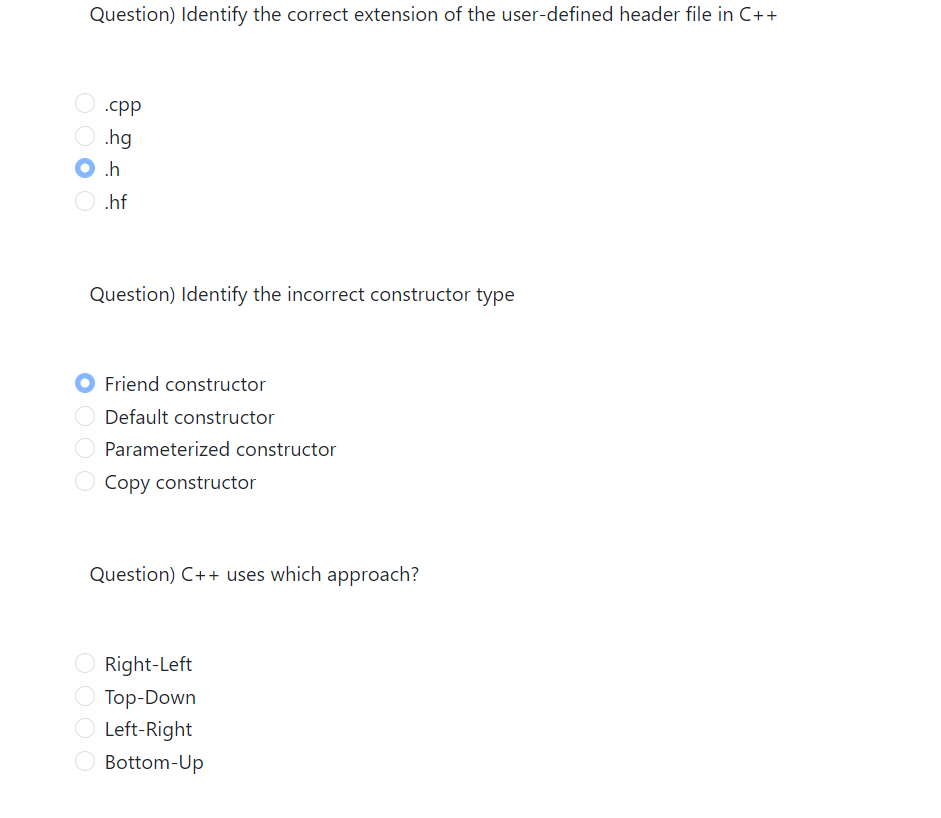 Question) Identify the correct extension of the user-defined header file in C++
.cpp
.hg
.h
.hf
Question) Identify the incorrect constructor type
Friend constructor
Default constructor
Parameterized constructor
Copy constructor
Question) C++ uses which approach?
Right-Left
Top-Down
Left-Right
Bottom-Up